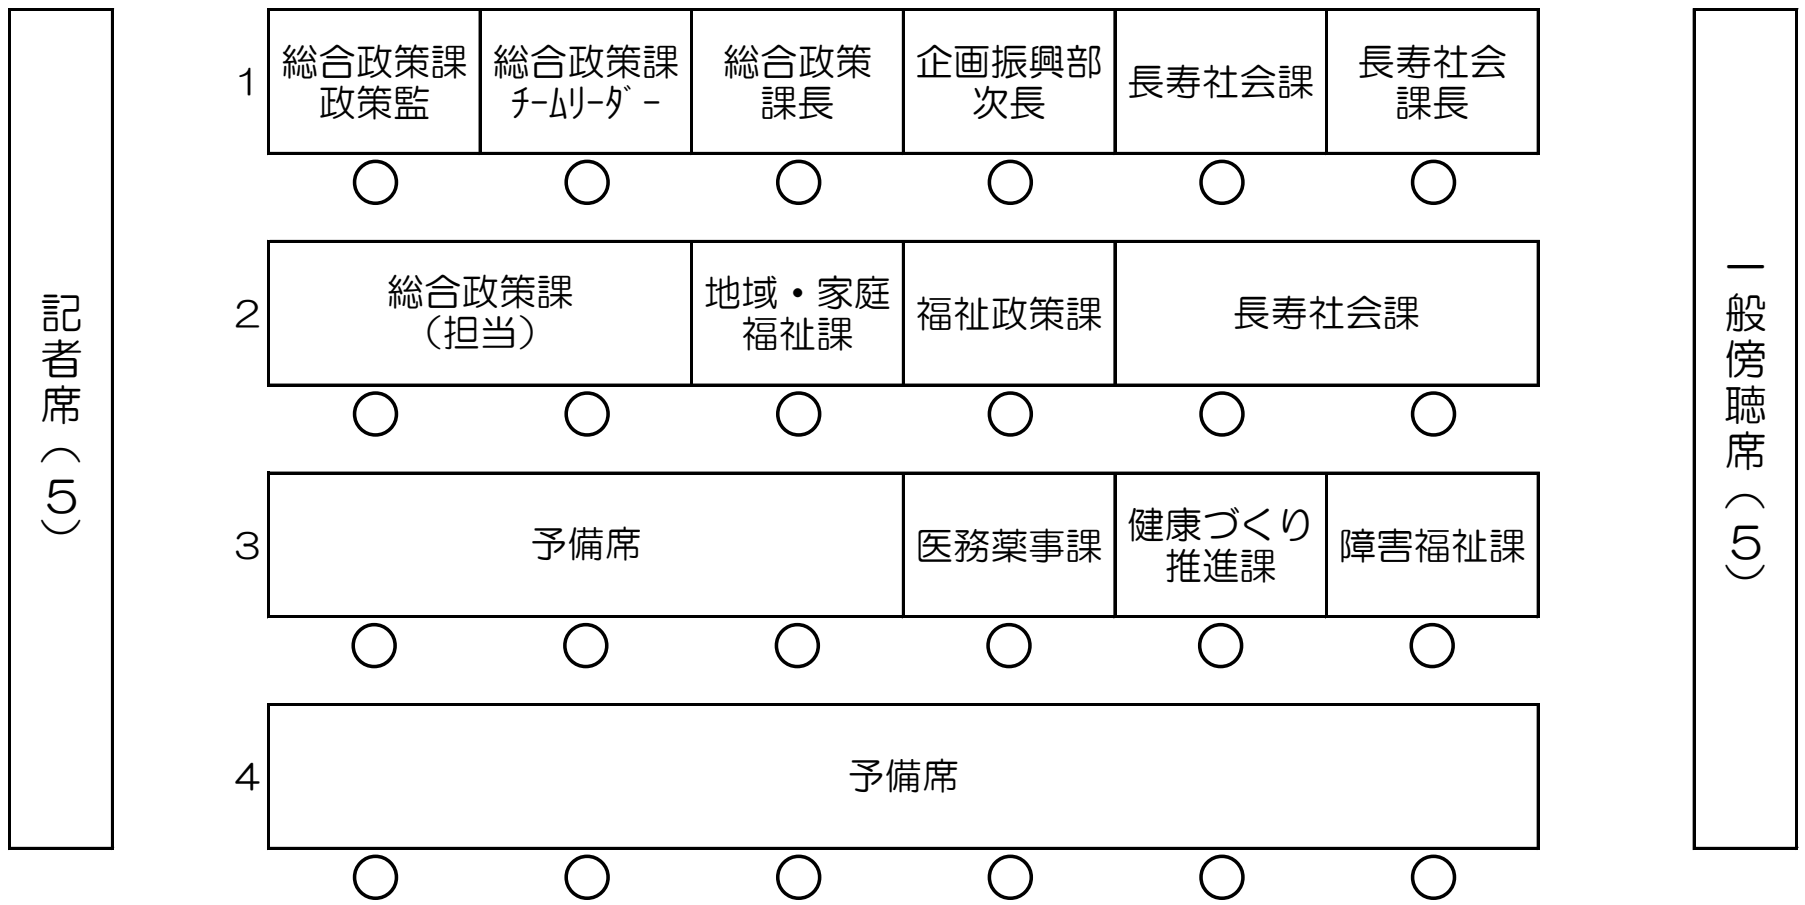 記者席（５）
1
総合政策課
政策監
総合政策課
ﾁｰﾑﾘｰﾀﾞｰ
総合政策
課長
企画振興部
次長
長寿社会課
長寿社会
課長
2
総合政策課
（担当）
地域・家庭
福祉課
福祉政策課
長寿社会課
3
予備席
医務薬事課
健康づくり
推進課
障害福祉課
4
予備席
一般傍聴席（５）